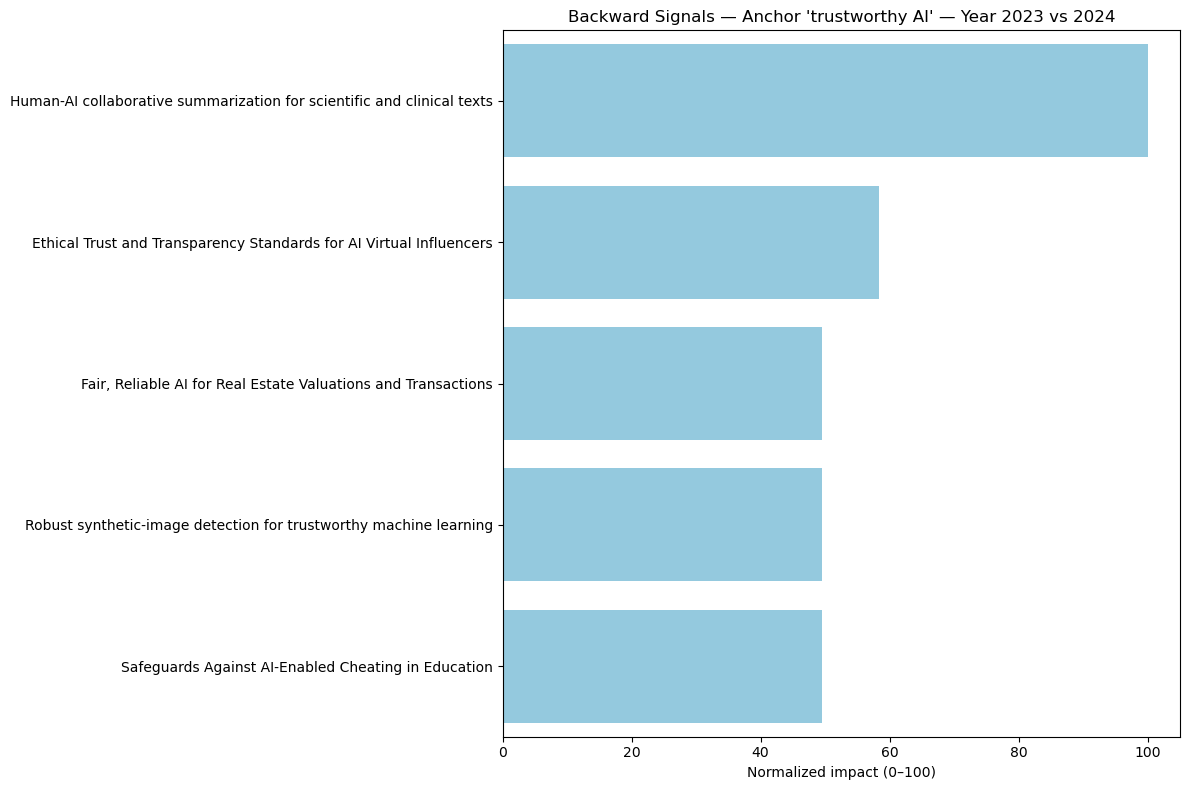 Backward Signals — Anchor 'trustworthy AI' — Year 2023 vs 2024
Human-AI collaborative summarization for scientific and clinical texts
Ethical Trust and Transparency Standards for AI Virtual Influencers
Fair, Reliable AI for Real Estate Valuations and Transactions
Robust synthetic-image detection for trustworthy machine learning
Safeguards Against AI-Enabled Cheating in Education
0 20 40 60 80 100
Normalized impact (0–100)